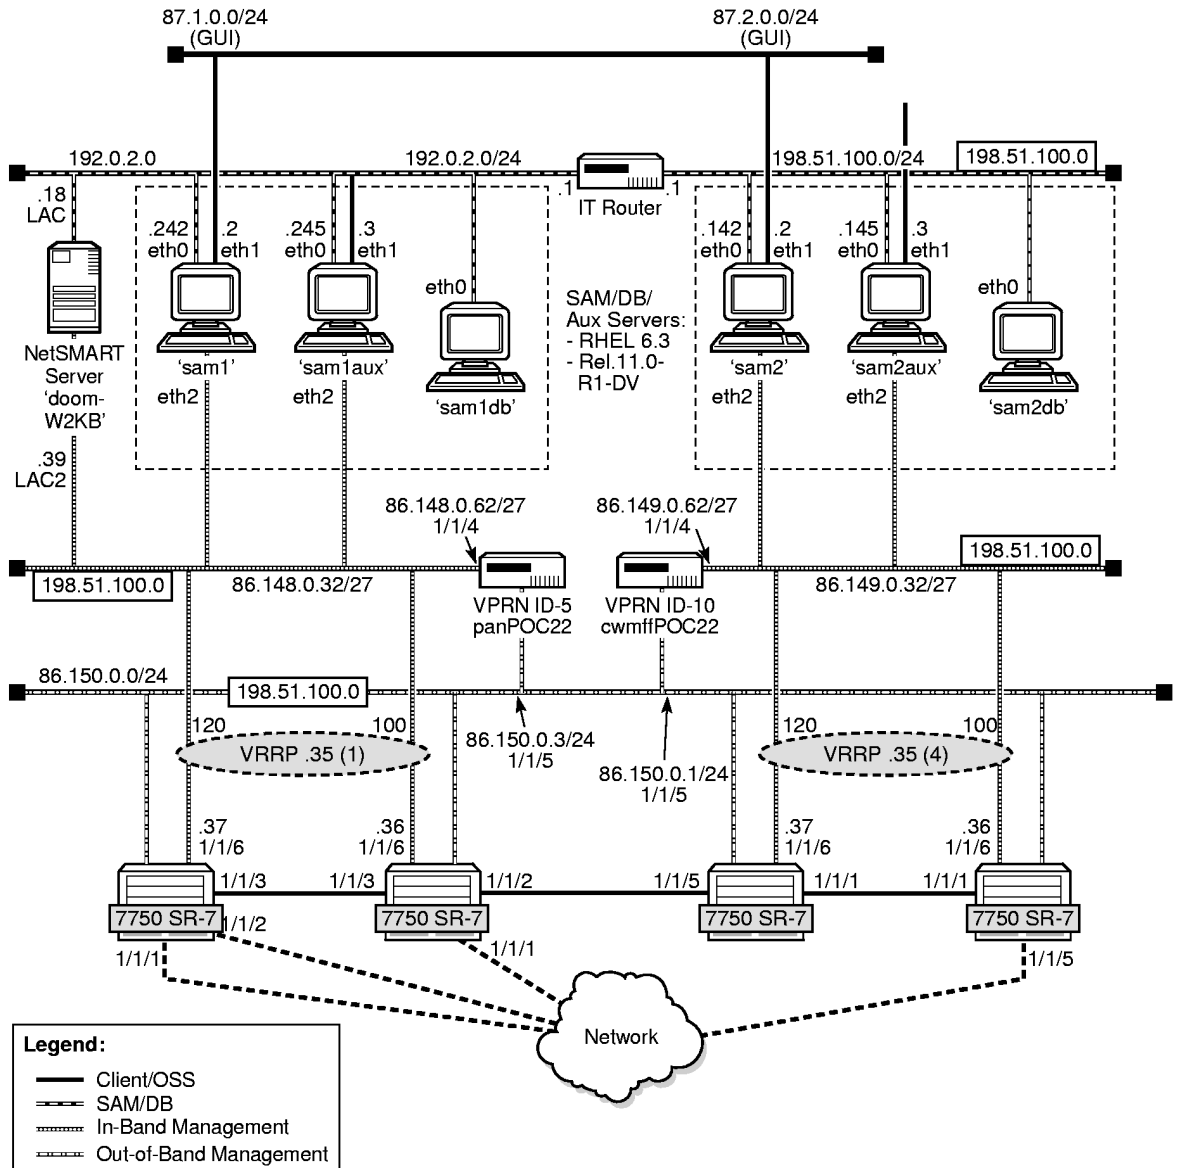 87.1.0.0/24
(GUI)
87.2.0.0/24
(GUI)
192.0.2.0
192.0.2.0/24
198.51.100.0/24
198.51.100.0
.1
.1
IT Router
.18
LAC
.242
eth0
.2
eth1
.245
eth0
.3
eth1
eth0
.142
eth0
.2
eth1
.145
eth0
.3
eth1
eth0
SAM/DB/
Aux Servers:
- RHEL 6.3
- Rel.11.0-
R1-DV
NetSMART
Server
'doom-
W2KB'
'sam1'
'sam1aux'
'sam1db'
'sam2'
'sam2aux'
'sam2db'
eth2
eth2
eth2
eth2
.39
LAC2
86.148.0.62/27
1/1/4
86.149.0.62/27
1/1/4
198.51.100.0
198.51.100.0
86.148.0.32/27
86.149.0.32/27
VPRN ID-5
panPOC22
VPRN ID-10
cwmffPOC22
86.150.0.0/24
198.51.100.0
120
100
VRRP .35 (1)
86.150.0.3/24
1/1/5
86.150.0.1/24
1/1/5
120
100
VRRP .35 (4)
.37
1/1/6
.36
1/1/6
.37
1/1/6
.36
1/1/6
1/1/3
1/1/3
1/1/2
1/1/5
1/1/1
1/1/1
7750 SR-7
7750 SR-7
7750 SR-7
7750 SR-7
1/1/2
1/1/1
1/1/1
1/1/5
Network
Legend:
Client/OSS
SAM/DB
In-Band Management
Out-of-Band Management